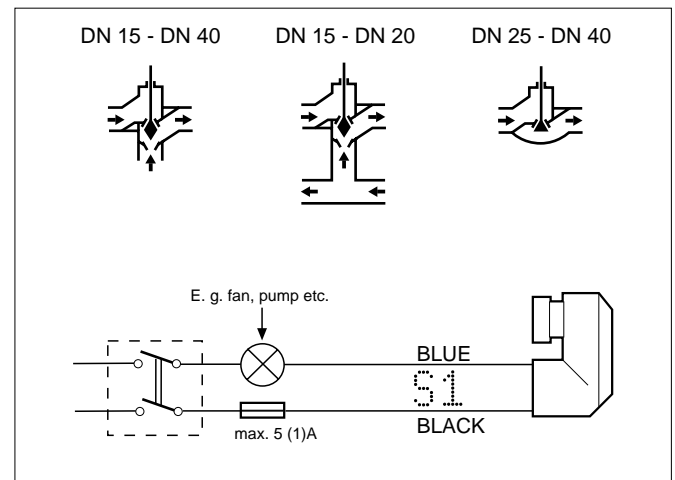 DN 15 - DN 40 DN 15 - DN 20 DN 25 - DN 40
E. g. fan, pump etc.
BLUE
S1
BLACK
max. 5 (1)A